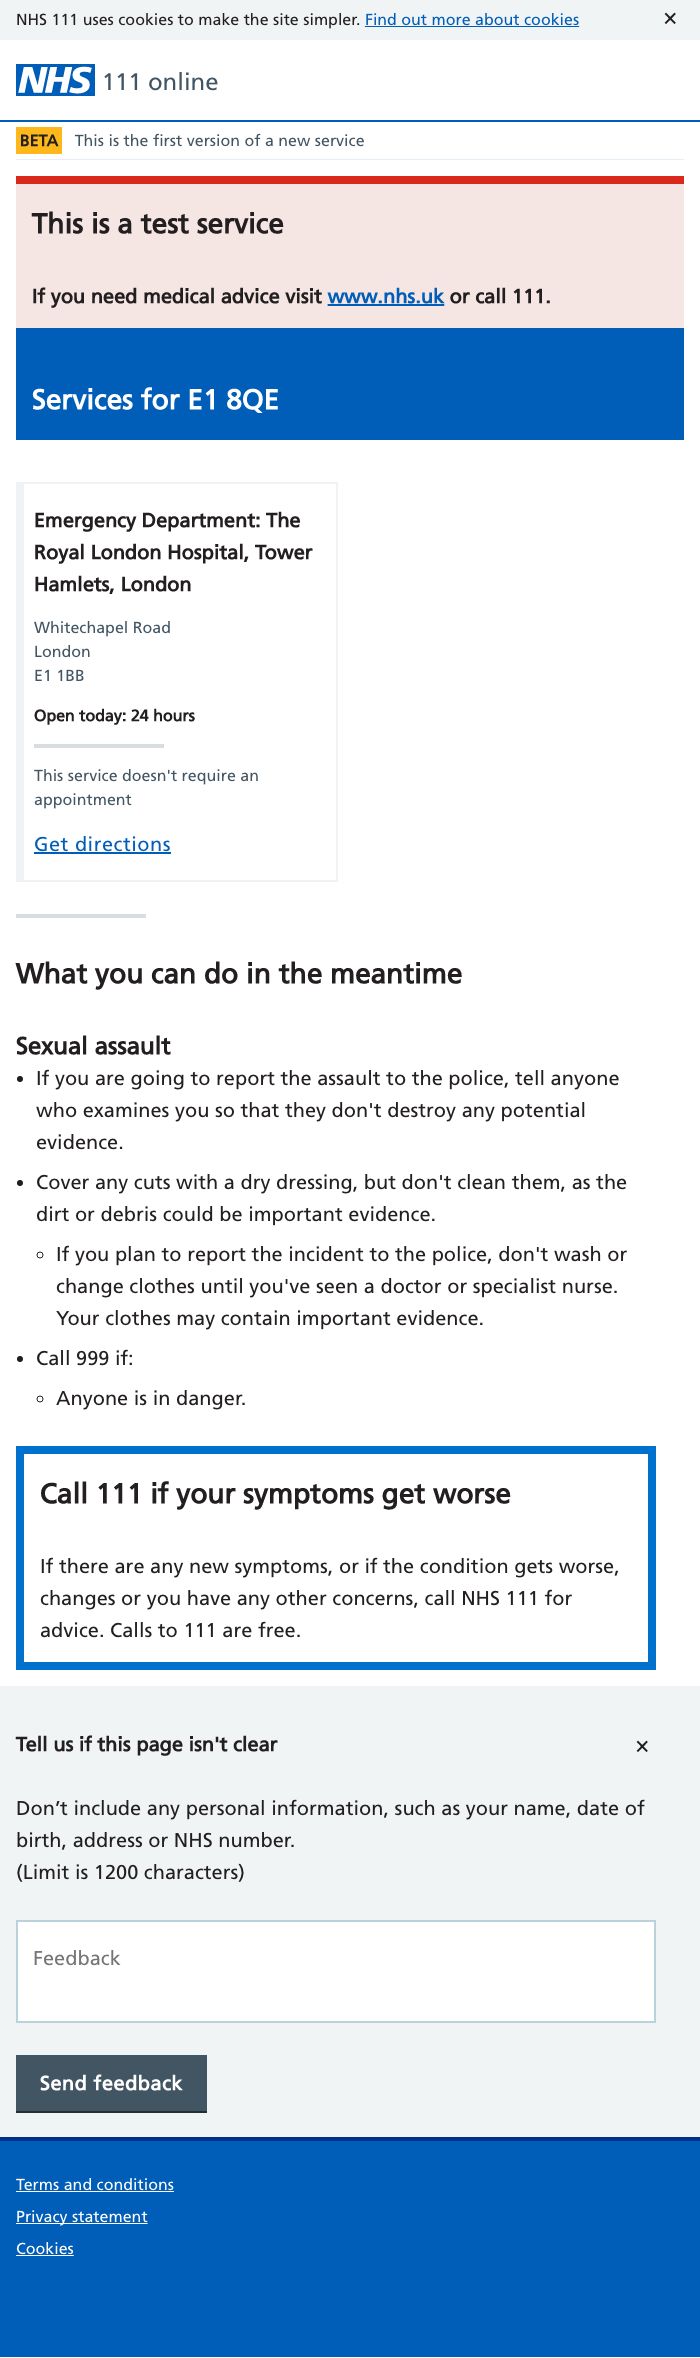 NHS 111 uses cookies to make the site simpler. Find out more about cookies ✕
NHS 111 online
BETA This is the first version of a new service
This is a test service
If you need medical advice visit www.nhs.uk or call 111.
Services for E1 8QE
Emergency Department: The
Royal London Hospital, Tower
Hamlets, London
Whitechapel Road
London
E1 1BB
Open today: 24 hours
This service doesn't require an
appointment
Get directions
What you can do in the meantime
Sexual assault
• If you are going to report the assault to the police, tell anyone
who examines you so that they don't destroy any potential
evidence.
• Cover any cuts with a dry dressing, but don't clean them, as the
dirt or debris could be important evidence.
◦ If you plan to report the incident to the police, don't wash or
change clothes until you've seen a doctor or specialist nurse.
Your clothes may contain important evidence.
• Call 999 if:
◦ Anyone is in danger.
Call 111 if your symptoms get worse
If there are any new symptoms, or if the condition gets worse,
changes or you have any other concerns, call NHS 111 for
advice. Calls to 111 are free.
Tell us if this page isn't clear ✕
Don’t include any personal information, such as your name, date of
birth, address or NHS number.
(Limit is 1200 characters)
Feedback
Send feedback
Terms and conditions
Privacy statement
Cookies